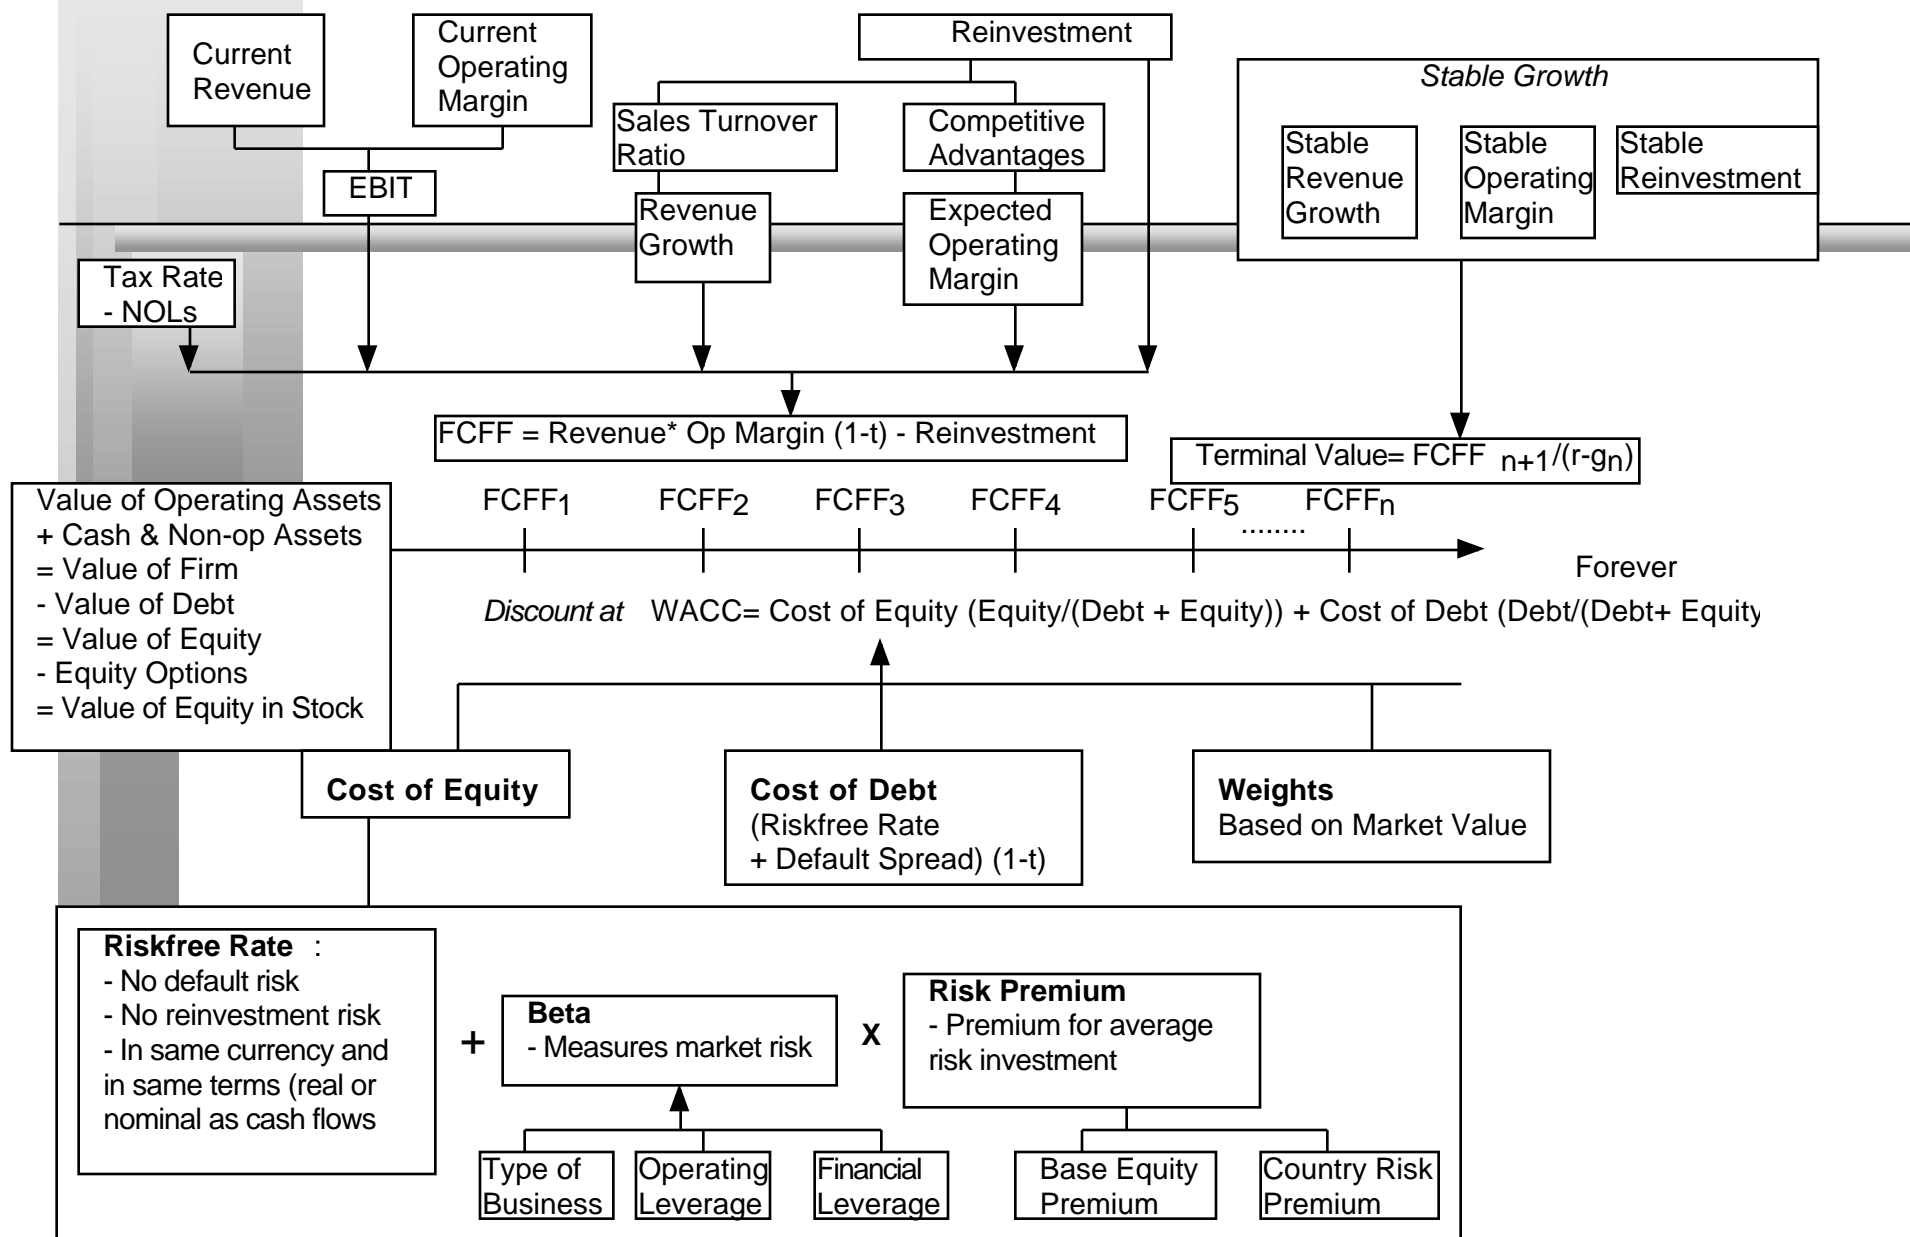 Current
Revenue
Current
Operating
Margin
Reinvestment
Sales Turnover
Ratio
Competitive
Advantages
EBIT
Revenue
Growth
Expected
Operating
Margin
Stable Growth
Stable
Revenue
Growth
Stable
Operating
Margin
Stable
Reinvestment
Tax Rate
- NOLs
FCFF = Revenue* Op Margin (1-t) - Reinvestment
Terminal Value= FCFF n+1/(r-gn)
Value of Operating Assets
+ Cash & Non-op Assets
= Value of Firm
- Value of Debt
= Value of Equity
- Equity Options
= Value of Equity in Stock
FCFF1 FCFF2 FCFF3 FCFF4 FCFF5 ........ FCFFn
Forever
Discount at WACC= Cost of Equity (Equity/(Debt + Equity)) + Cost of Debt (Debt/(Debt+ Equity
Cost of Equity
Cost of Debt
(Riskfree Rate
+ Default Spread) (1-t)
Weights
Based on Market Value
Riskfree Rate :
- No default risk
- No reinvestment risk
- In same currency and
in same terms (real or
nominal as cash flows
+
Beta
- Measures market risk
X
Risk Premium
- Premium for average
risk investment
Type of
Business
Operating
Leverage
Financial
Leverage
Base Equity
Premium
Country Risk
Premium